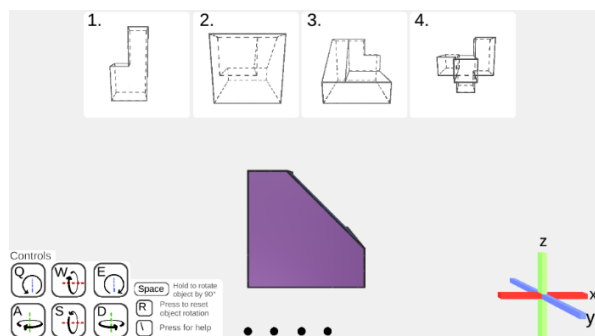 1.
2.
3.
4.
Controls
Q
W
E
A
S
D
Space
Hold to rotate
object by 90°
R
Press to reset
object rotation
\
Press for help
z
x
y